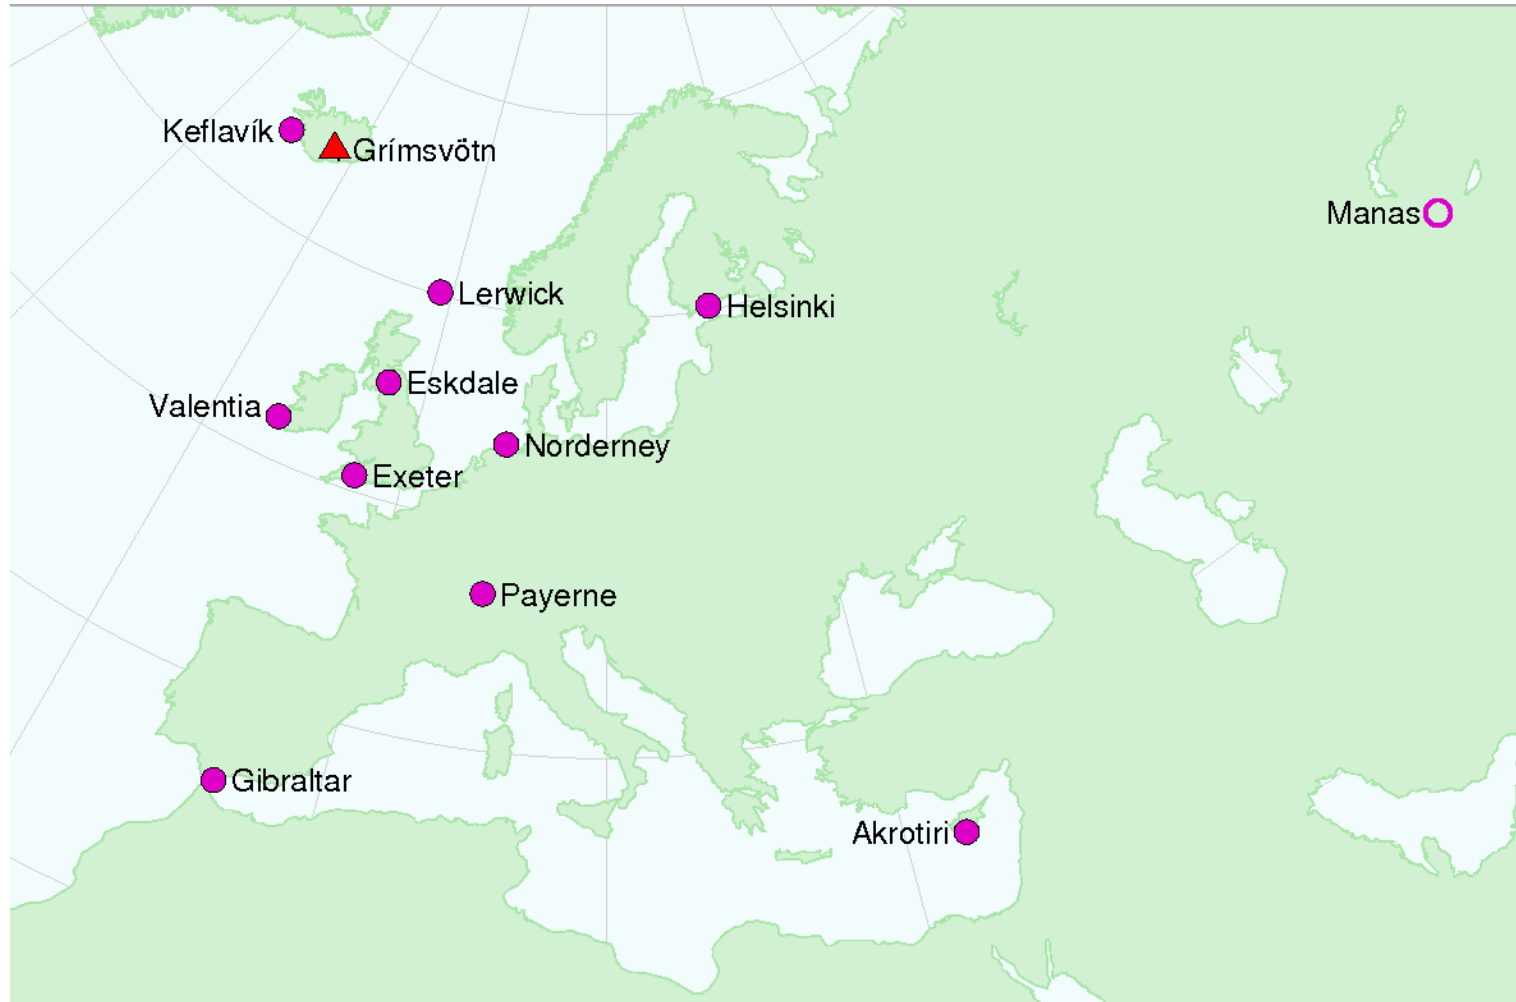 Keflavík
Grímsvötn
Manas
Lerwick
Helsinki
Eskdale
Valentia
Norderney
Exeter
Payerne
Gibraltar
Akrotiri